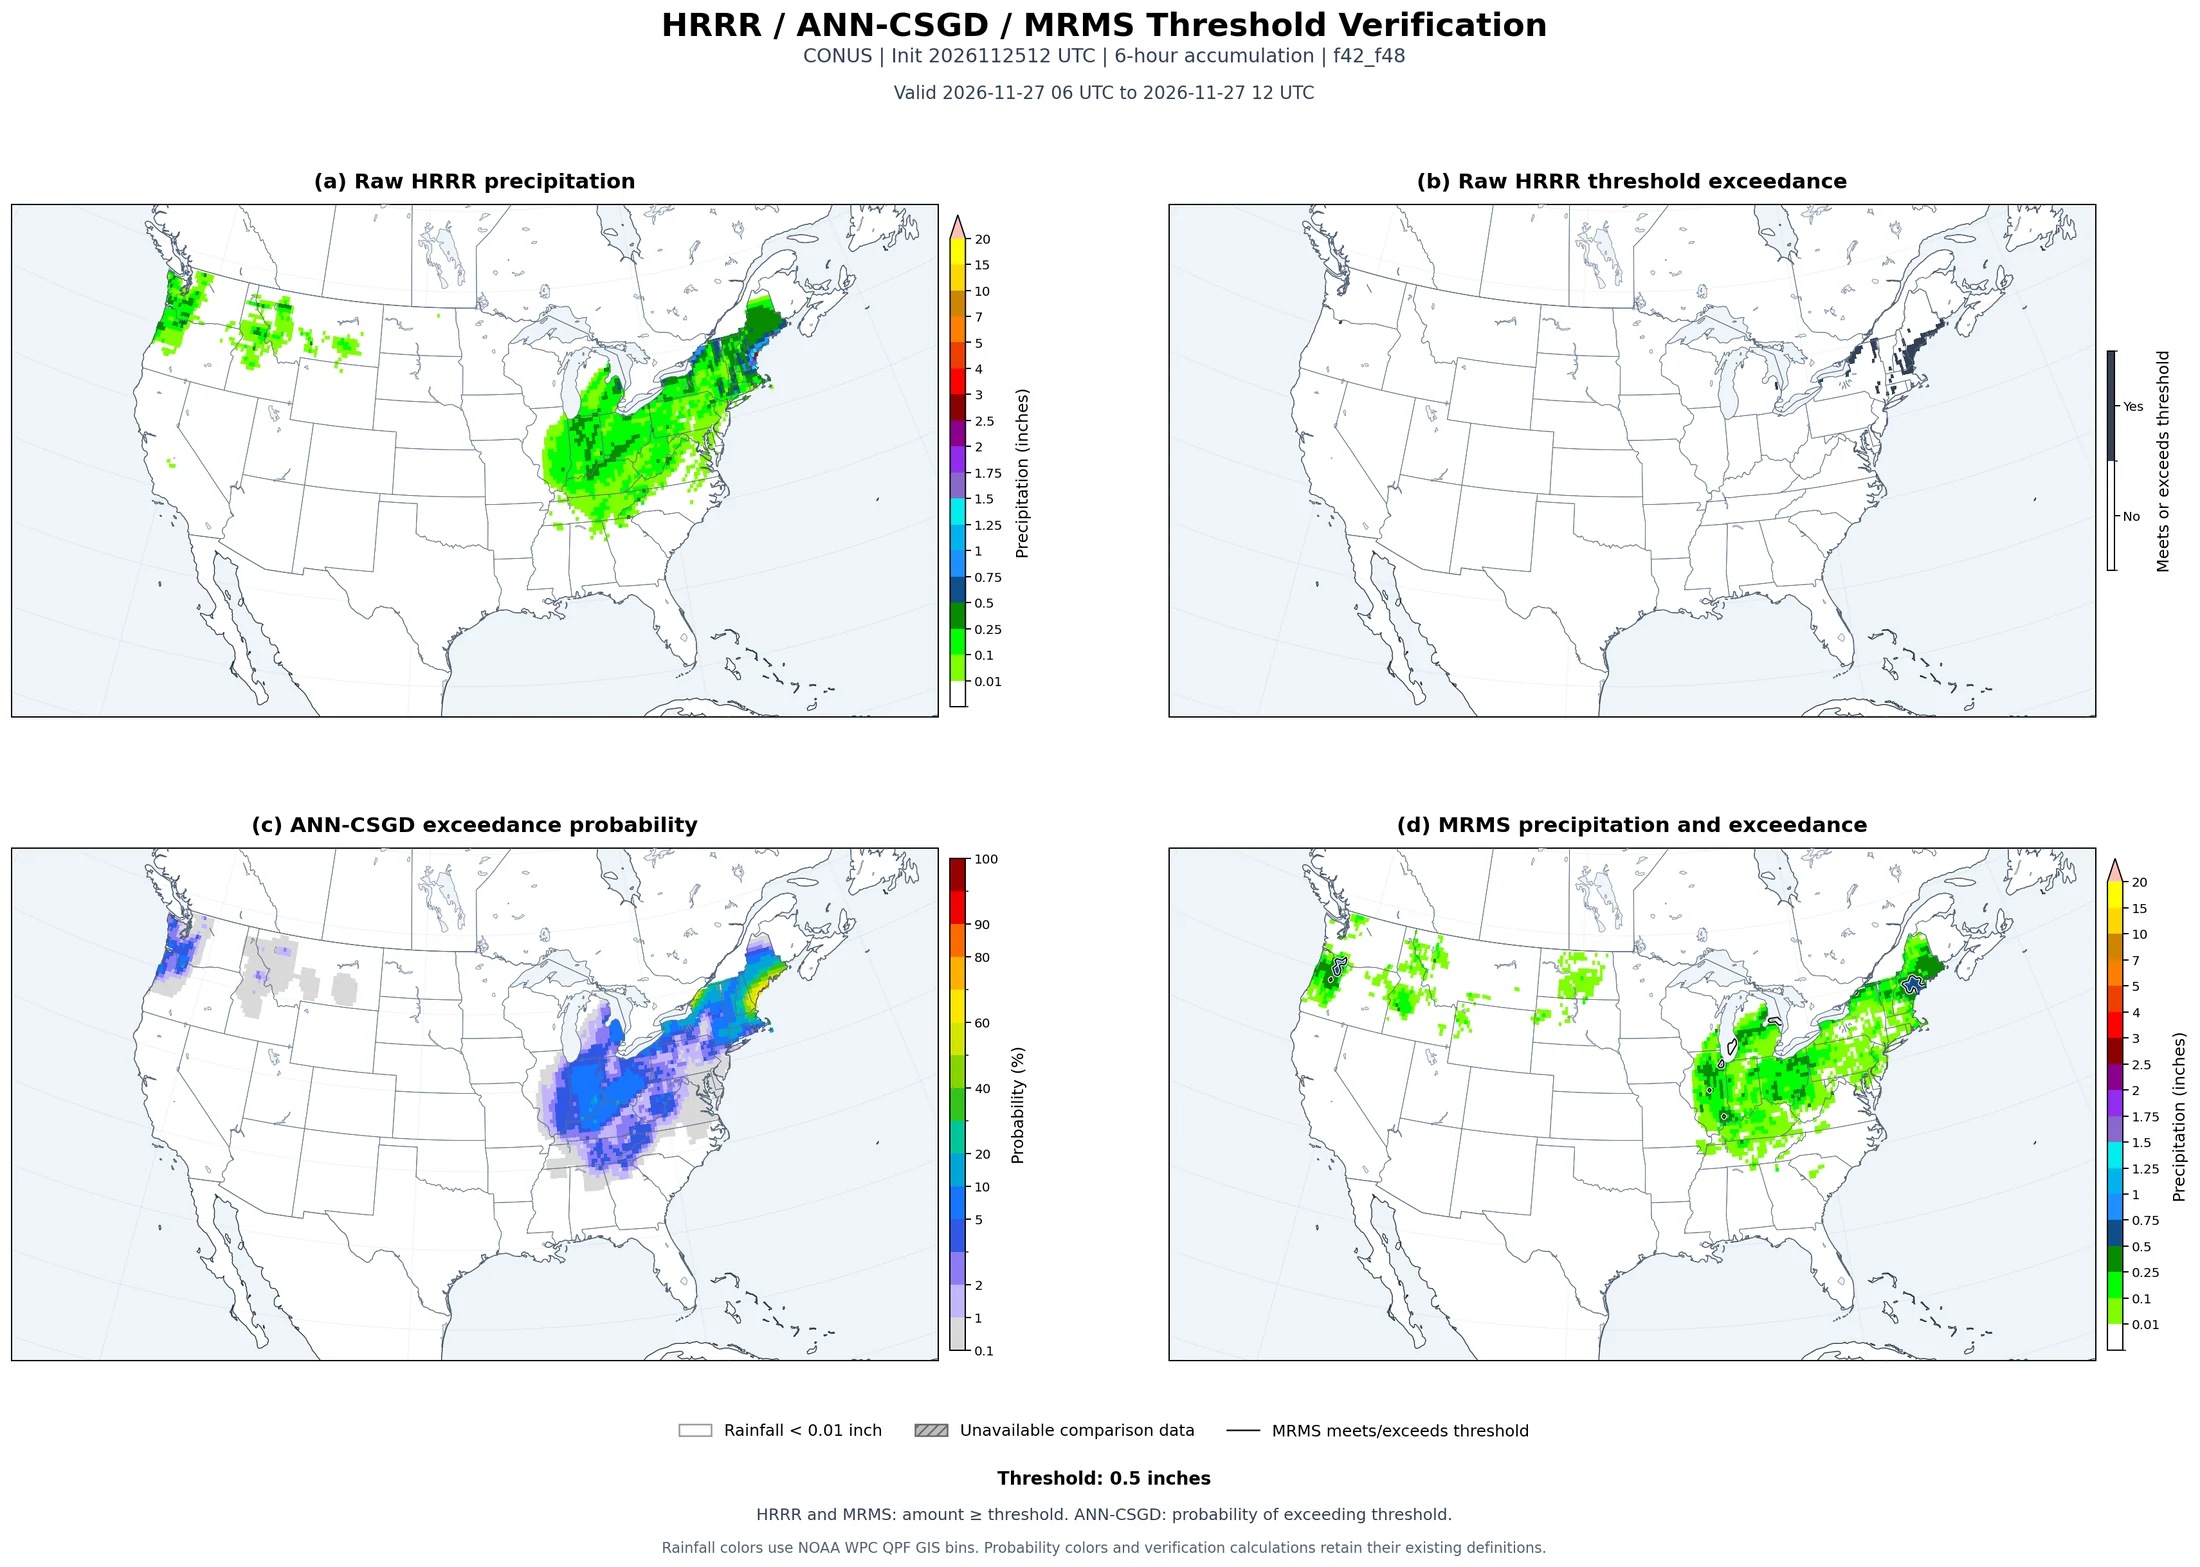 HRRR / ANN-CSGD / MRMS Threshold Verification
CONUS | Init 2026112512 UTC | 6-hour accumulation | f42_f48
Valid 2026-11-27 06 UTC to 2026-11-27 12 UTC
(a) Raw HRRR precipitation
20
15
10
7
5
4
3
2.5
2
1.75
1.5
1.25
1
0.75
0.5
0.25
0.1
0.01
Precipitation (inches)
(b) Raw HRRR threshold exceedance
Yes
No
Meets or exceeds threshold
(c) ANN-CSGD exceedance probability
100
90
80
60
40
20
10
5
2
1
0.1
Probability (%)
(d) MRMS precipitation and exceedance
20
15
10
7
5
4
3
2.5
2
1.75
1.5
1.25
1
0.75
0.5
0.25
0.1
0.01
Precipitation (inches)
Rainfall < 0.01 inch
Unavailable comparison data
MRMS meets/exceeds threshold
Threshold: 0.5 inches
HRRR and MRMS: amount ≥ threshold. ANN-CSGD: probability of exceeding threshold.
Rainfall colors use NOAA WPC QPF GIS bins. Probability colors and verification calculations retain their existing definitions.